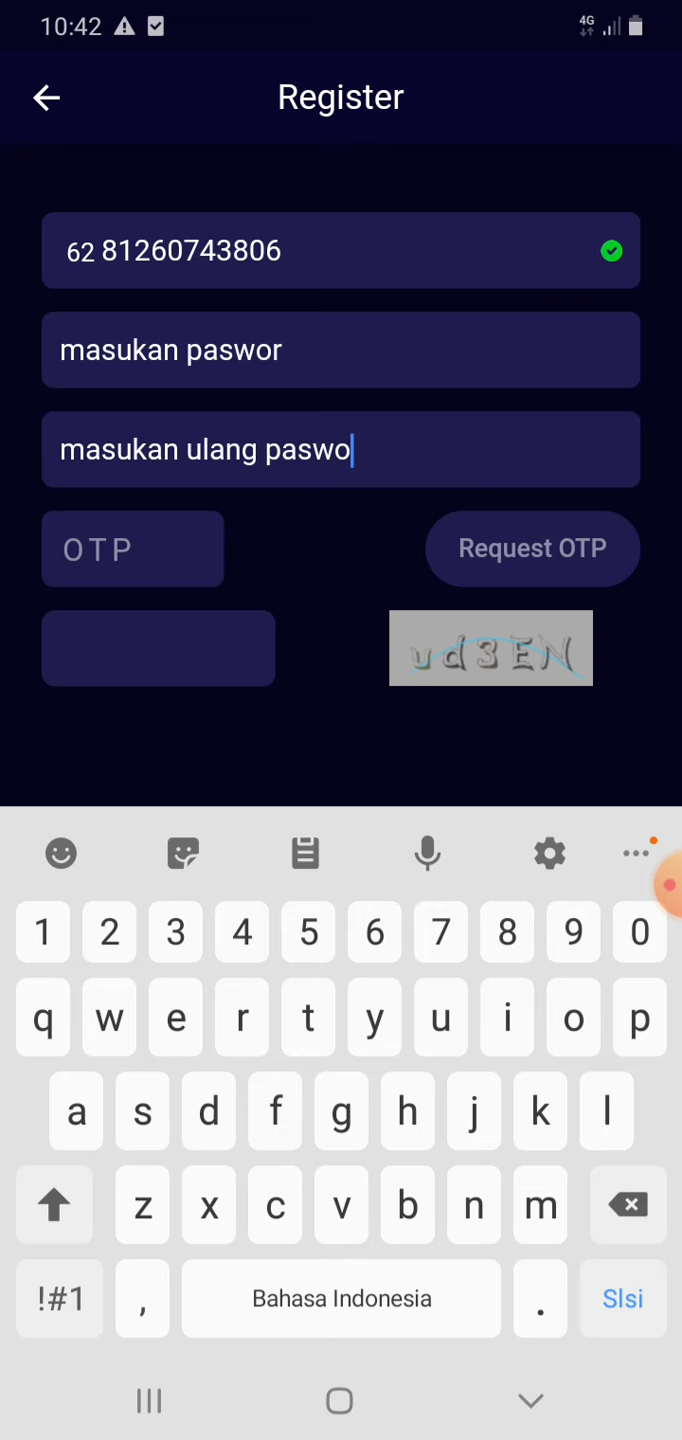 10:42
4G
Register
62 81260743806
masukan paswor
masukan ulang paswo
OTP
Request OTP
ud3EN
1 2 3 4 5 6 7 8 9 0
q w e r t y u i o p
a s d f g h j k l
z x c v b n m
!#1 , Bahasa Indonesia . Slsi